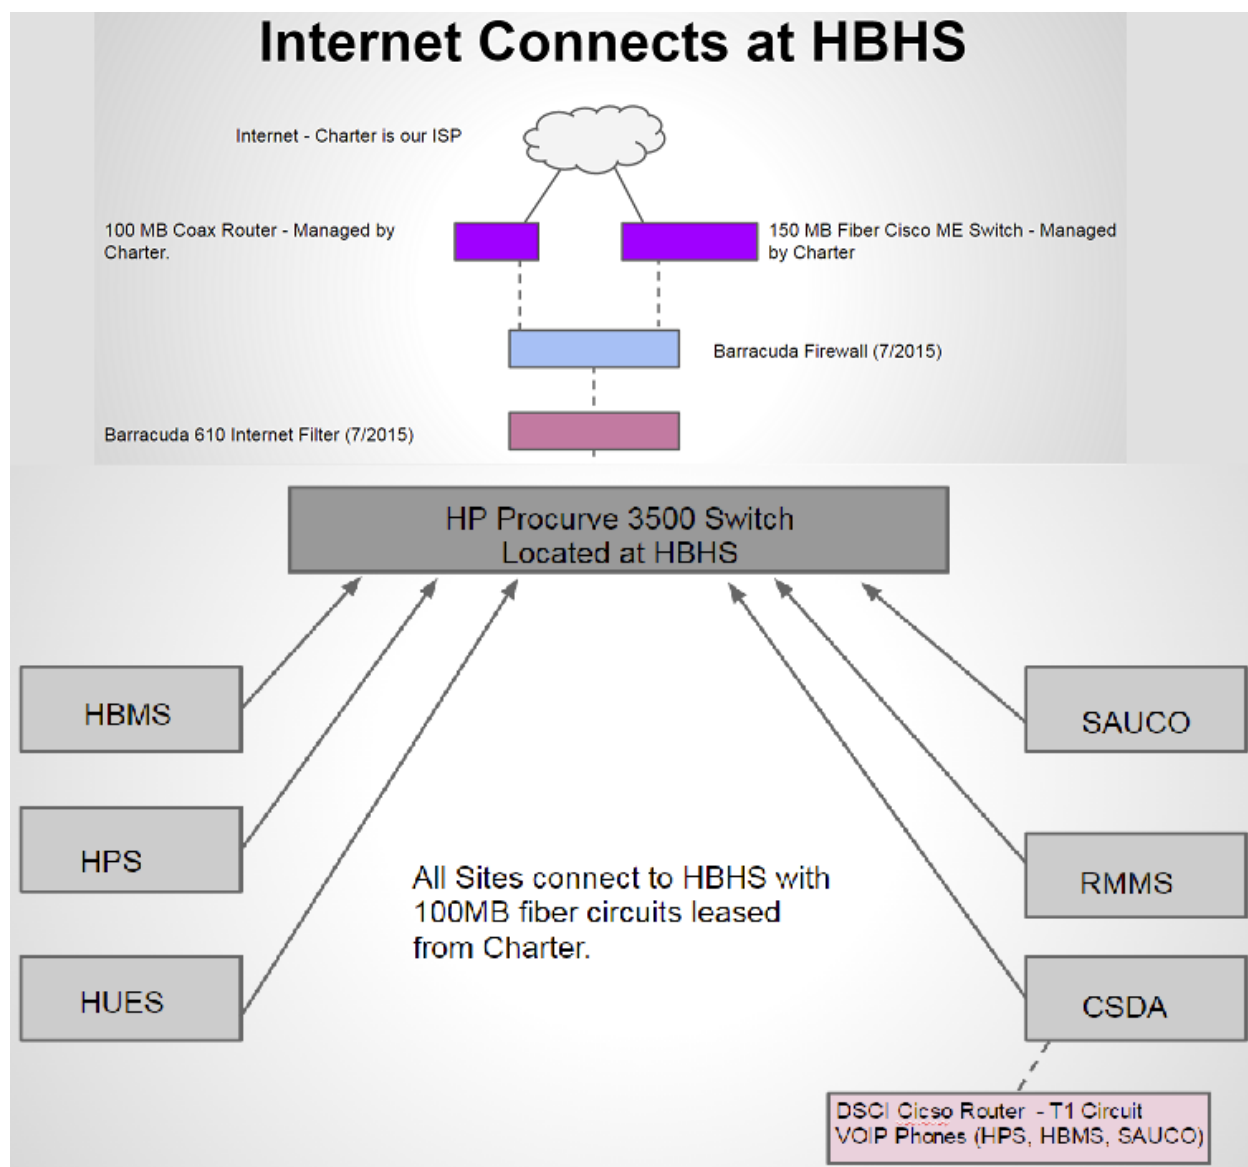 Internet Connects at HBHS
Internet - Charter is our ISP
100 MB Coax Router - Managed by
Charter.
150 MB Fiber Cisco ME Switch - Managed
by Charter
Barracuda Firewall (7/2015)
Barracuda 610 Internet Filter (7/2015)
HP Procurve 3500 Switch
Located at HBHS
HBMS
SAUCO
HPS
RMMS
All Sites connect to HBHS with
100MB fiber circuits leased
from Charter.
HUES
CSDA
DSCI Cicso Router - T1 Circuit
VOIP Phones (HPS, HBMS, SAUCO)